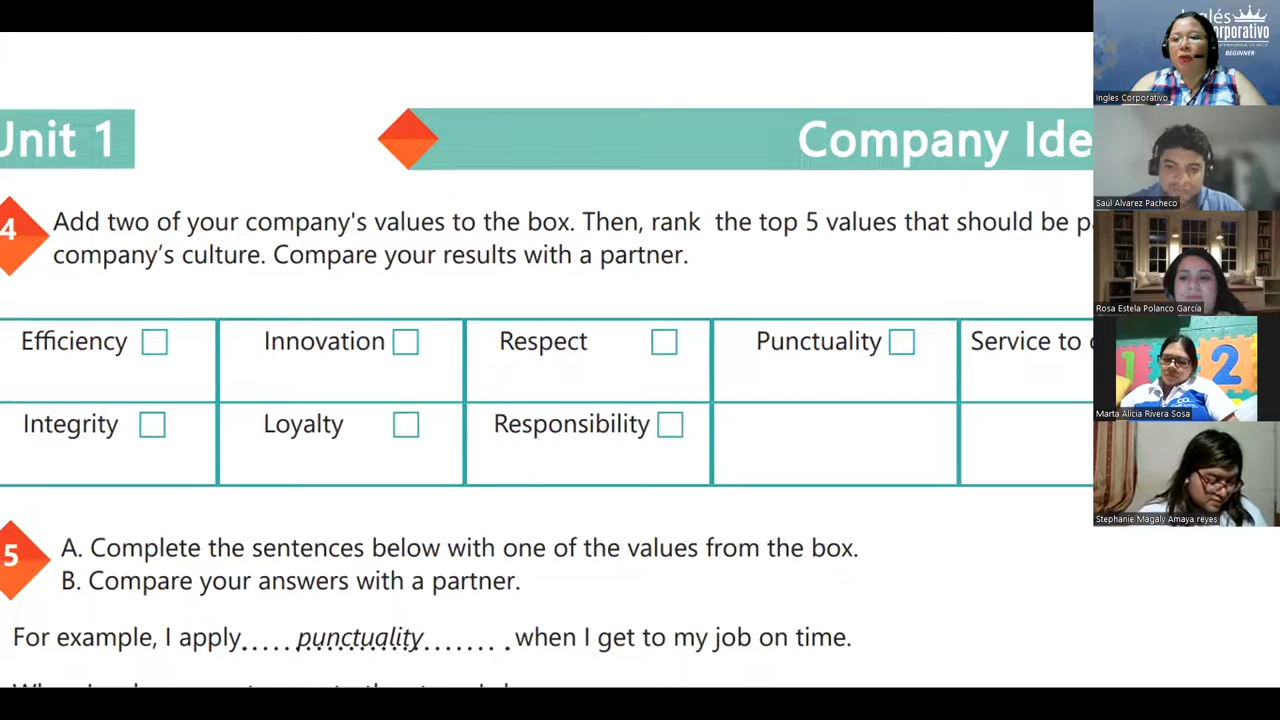 Unit 1
Company Ide
4
Add two of your company's values to the box. Then, rank the top 5 values that should be
company's culture. Compare your results with a partner.
Efficiency
Innovation
Respect
Punctuality
Service to
Integrity
Loyalty
Responsibility
5
A. Complete the sentences below with one of the values from the box.
B. Compare your answers with a partner.
For example, I apply.....punctuality........when I get to my job on time.
Inglés
Corporativo
BEGINNER
Ingles Corporativo
Saúl Alvarez Pacheco
Rosa Estela Polanco García
1 2
Marta Alicia Rivera Sosa
Stephanie Magaly Amaya reyes